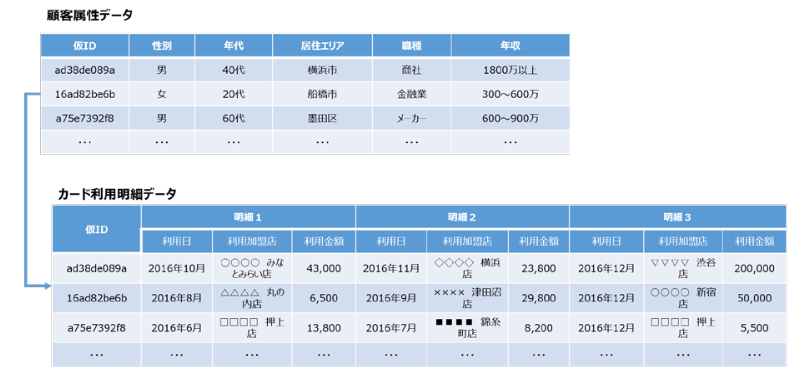 顧客属性データ
仮ID 性別 年代 居住エリア 職種 年収
ad38de089a 男 40代 横浜市 商社 1800万以上
16ad82be6b 女 20代 船橋市 金融業 300～600万
a75e7392f8 男 60代 墨田区 メーカー 600～900万
… … … … … …
カード利用明細データ
仮ID 明細１ 明細２ 明細３
利用日 利用加盟店 利用金額 利用日 利用加盟店 利用金額 利用日 利用加盟店 利用金額
ad38de089a 2016年10月 〇〇〇〇 みなとみらい店 43,000 2016年11月 ◇◇◇◇ 横浜店 23,800 2016年12月 ▽▽▽▽ 渋谷店 200,000
16ad82be6b 2016年8月 △△△△ 丸の内店 6,500 2016年9月 ×××× 津田沼店 29,800 2016年12月 〇〇〇〇 新宿店 50,000
a75e7392f8 2016年6月 □□□□ 押上店 13,800 2016年7月 ■■■■ 錦糸町店 8,200 2016年12月 □□□□ 押上店 5,500
… … … … … … … … … …